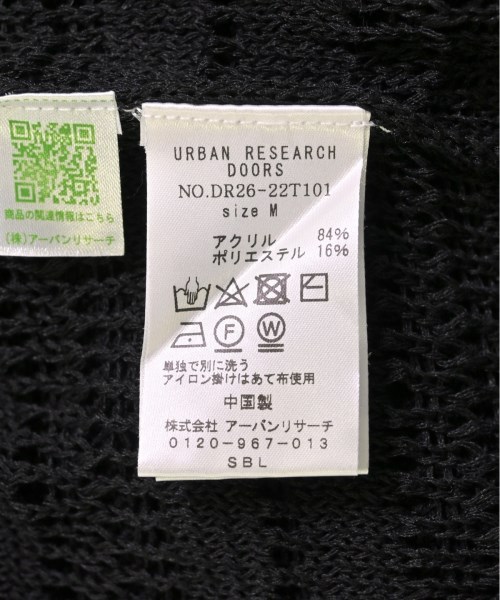 商品の関連情報はこちら
(株)アーバンリサーチ
URBAN RESEARCH
DOORS
NO.DR26-22T101
size M
アクリル 84%
ポリエステル 16%
F W
単独で別に洗う
アイロン掛けはあて布使用
中国製
株式会社 アーバンリサーチ
0120-967-013
SBL